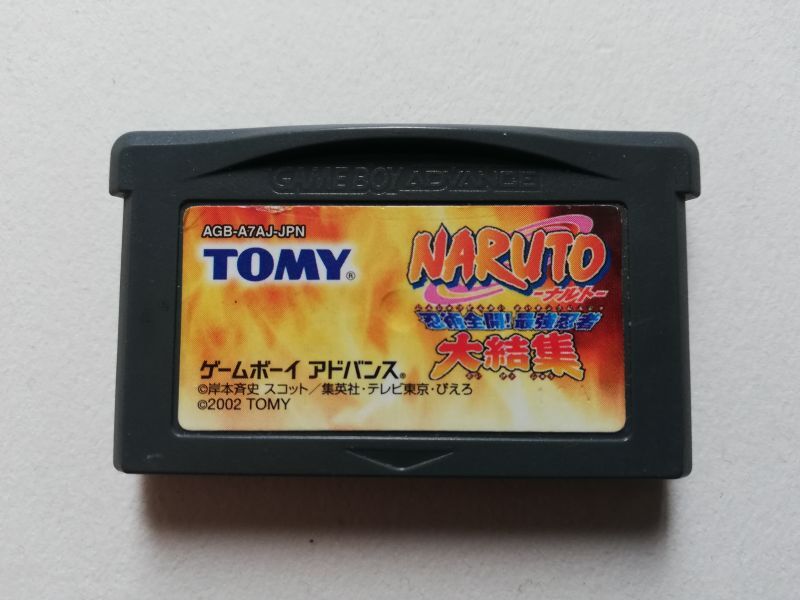 GAME BOY ADVANCE
AGB-A7AJ-JPN
TOMY®
NARUTO
-ナルト-
忍術全開!最強忍者
大結集
ゲームボーイ アドバンス®
©岸本斉史 スコット/集英社・テレビ東京・ぴえろ
©2002 TOMY